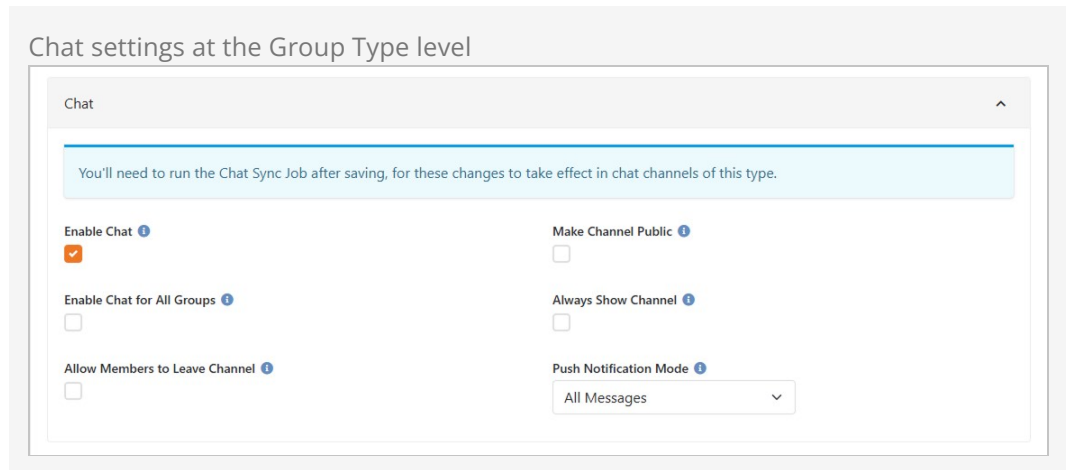 Chat settings at the Group Type level
Chat
You'll need to run the Chat Sync Job after saving, for these changes to take effect in chat channels of this type.
Enable Chat
Make Channel Public
Enable Chat for All Groups
Always Show Channel
Allow Members to Leave Channel
Push Notification Mode
All Messages